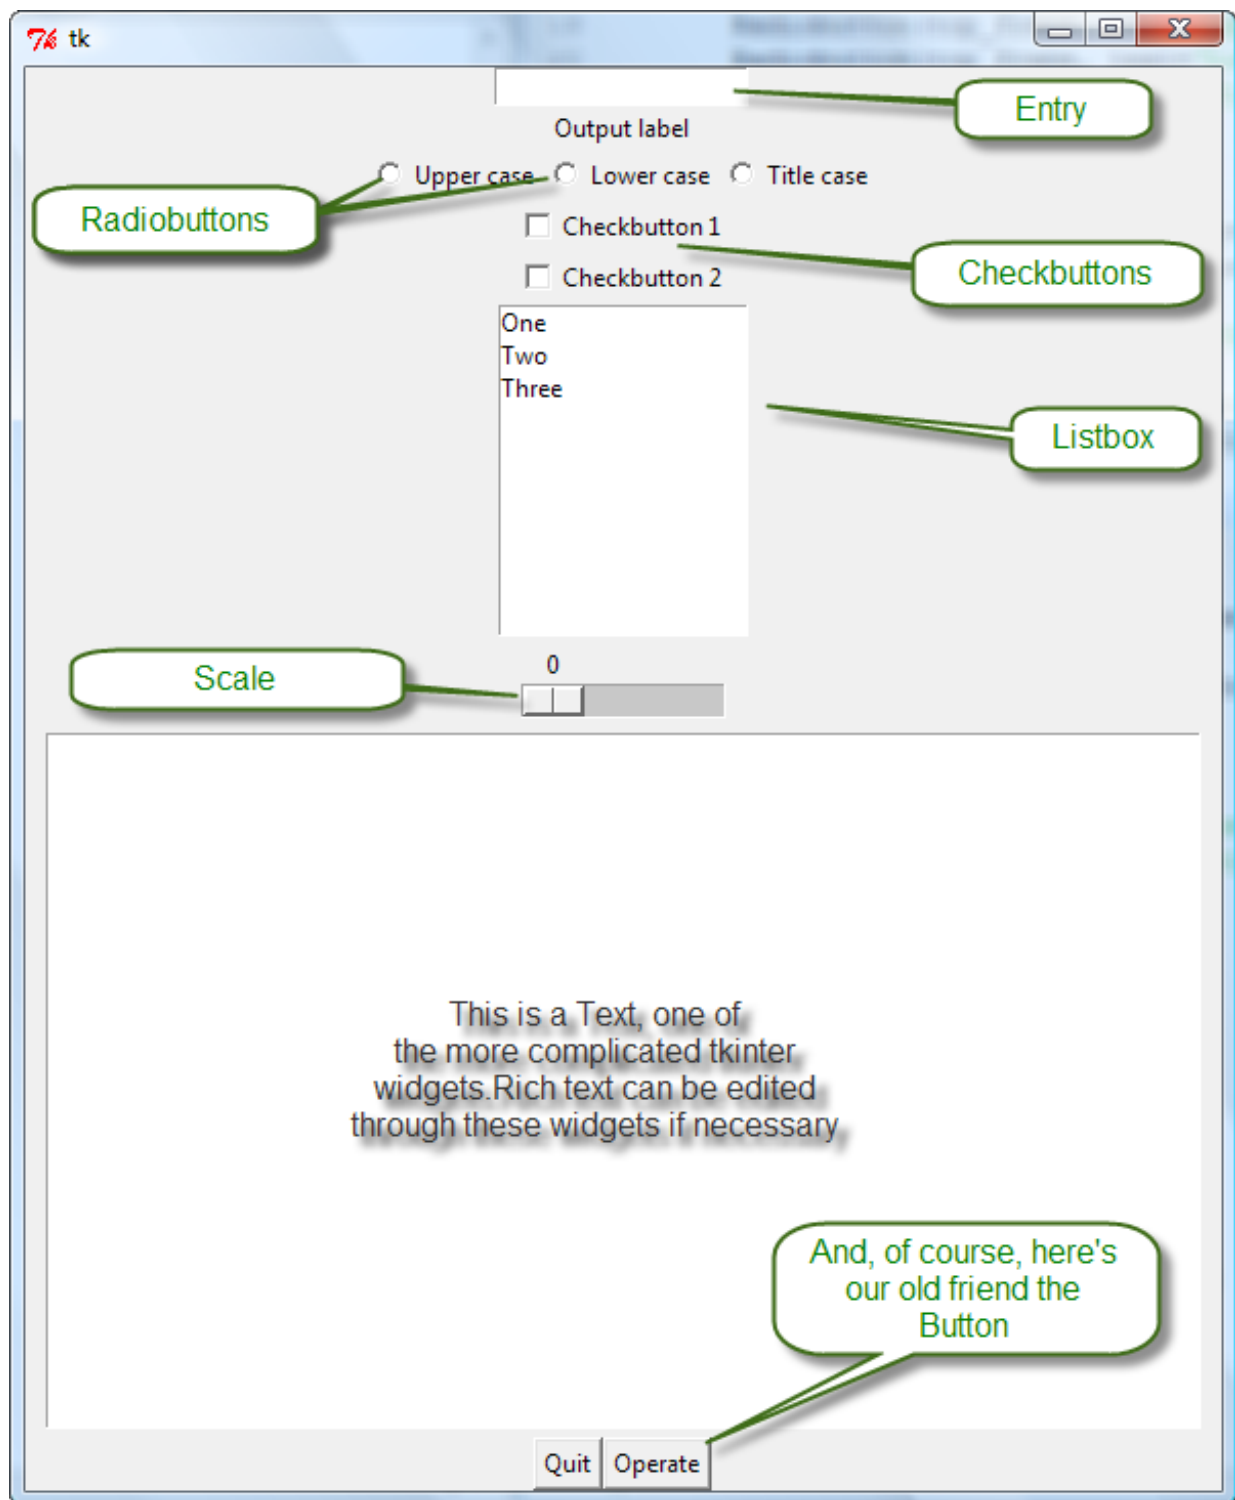 tk
Entry
Output label
Upper case Lower case Title case
Radiobuttons
Checkbutton 1
Checkbuttons
Checkbutton 2
One
Two
Three
Listbox
0
Scale
This is a Text, one of
the more complicated tkinter
widgets.Rich text can be edited
through these widgets if necessary
And, of course, here's
our old friend the
Button
Quit Operate